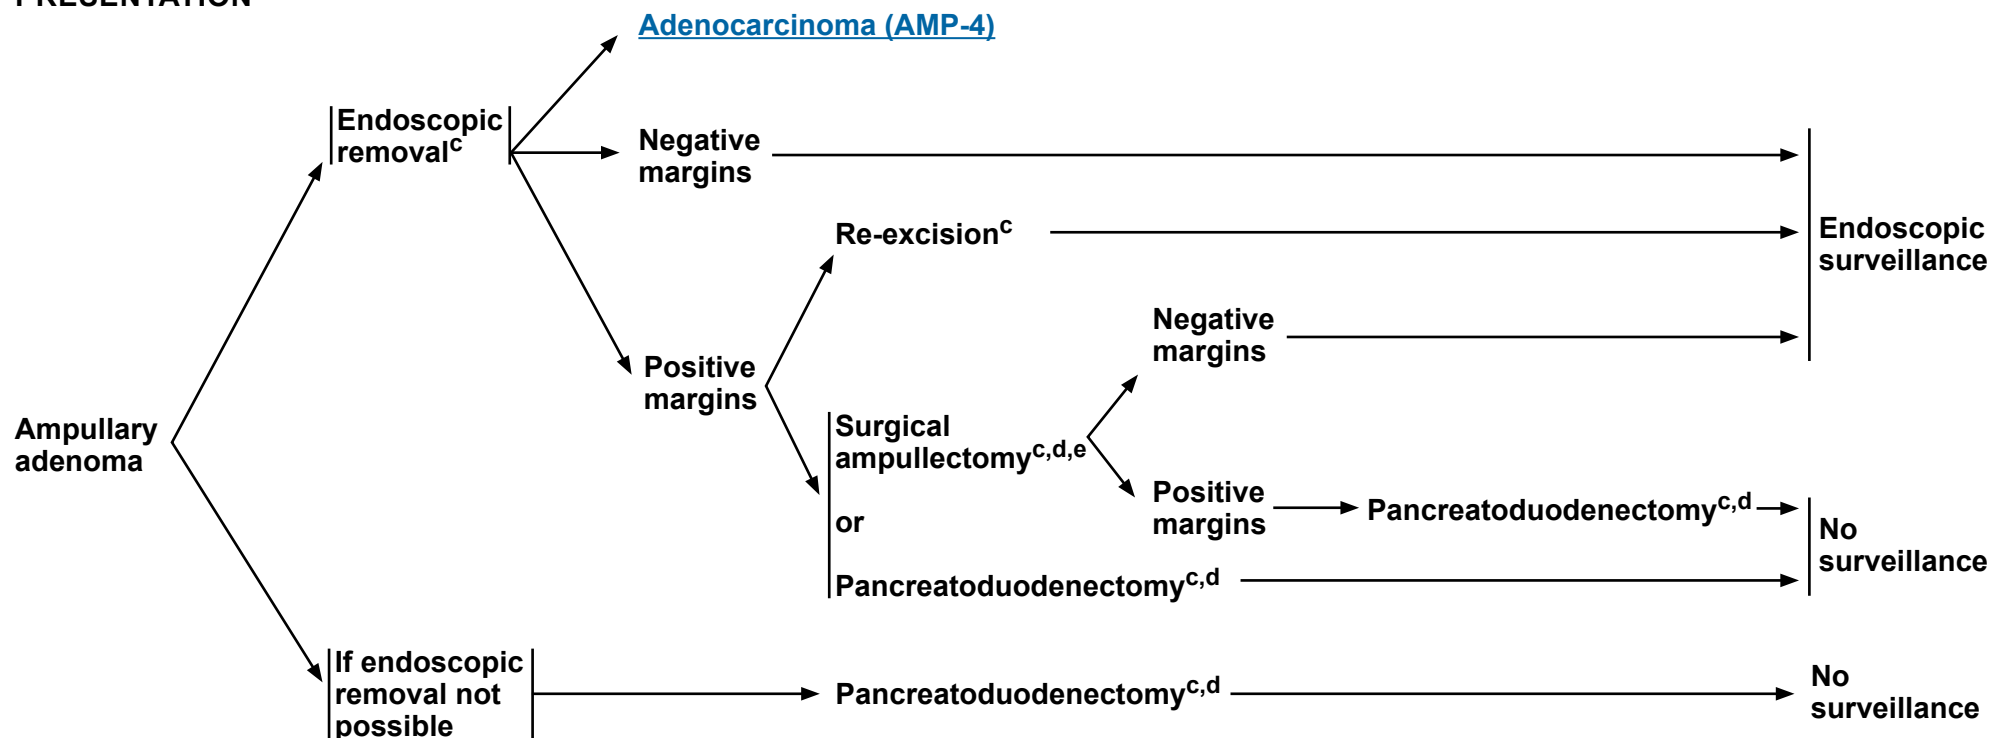 PRESENTATION
Adenocarcinoma (AMP-4)
Endoscopic
removalc
Negative
margins
Re-excisionc
Endoscopic
surveillance
Negative
margins
Positive
margins
Ampullary
adenoma
Surgical
ampullectomyc,d,e
or
Pancreatoduodenectomyc,d
Positive
margins
Pancreatoduodenectomyc,d
No
surveillance
If endoscopic
removal not
possible
Pancreatoduodenectomyc,d
No
surveillance